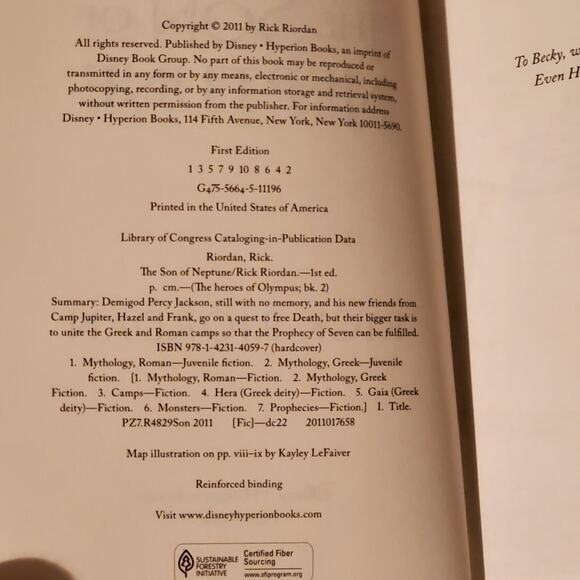 Copyright © 2011 by Rick Riordan
All rights reserved. Published by Disney • Hyperion Books, an imprint of
Disney Book Group. No part of this book may be reproduced or
transmitted in any form or by any means, electronic or mechanical, including
photocopying, recording, or by any information storage and retrieval system,
without written permission from the publisher. For information address
Disney • Hyperion Books, 114 Fifth Avenue, New York, New York 10011-5690.
First Edition
1 3 5 7 9 10 8 6 4 2
G475-5664-5-11196
Printed in the United States of America
Library of Congress Cataloging-in-Publication Data
Riordan, Rick.
The Son of Neptune/Rick Riordan.—1st ed.
p. cm.—(The heroes of Olympus; bk. 2)
Summary: Demigod Percy Jackson, still with no memory, and his new friends from
Camp Jupiter, Hazel and Frank, go on a quest to free Death, but their bigger task is
to unite the Greek and Roman camps so that the Prophecy of Seven can be fulfilled.
ISBN 978-1-4231-4059-7 (hardcover)
1. Mythology, Roman—Juvenile fiction. 2. Mythology, Greek—Juvenile
fiction. [1. Mythology, Roman—Fiction. 2. Mythology, Greek
Fiction. 3. Camps—Fiction. 4. Hera (Greek deity)—Fiction. 5. Gaia (Greek
deity)—Fiction. 6. Monsters—Fiction. 7. Prophecies—Fiction.] I. Title.
PZ7.R4829Son 2011 [Fic]—dc22 2011017658
Map illustration on pp. viii–ix by Kayley LeFaiver
Reinforced binding
Visit www.disneyhyperionbooks.com
SUSTAINABLE
FORESTRY
INITIATIVE
Certified Fiber
Sourcing
www.sfiprogram.org
To Becky, w
Even H